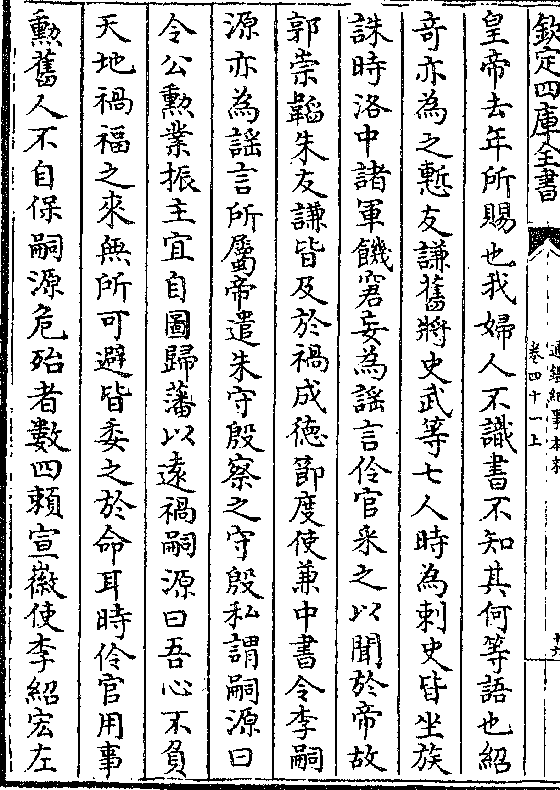 欽定四庫全書
通鑑紀事本末
卷四十一上
皇帝去年所賜也我婦人不識書不知其何等語也紹
竒亦為之慙友謙舊將史武等七人時為刺史皆坐族
誅時洛中諸軍饑窘妄為謡言伶官采之以聞於帝故
郭崇韜朱友謙皆及於禍成德節度使兼中書令李嗣
源亦為謡言所屬帝遣朱守殷察之守殷私謂嗣源曰
令公勲業振主宜自圖歸藩以遠禍嗣源曰吾心不負
天地禍福之來無所可避皆委之於命耳時伶官用事
勲舊人不自保嗣源危殆者數四頼宣徽使李紹宏左